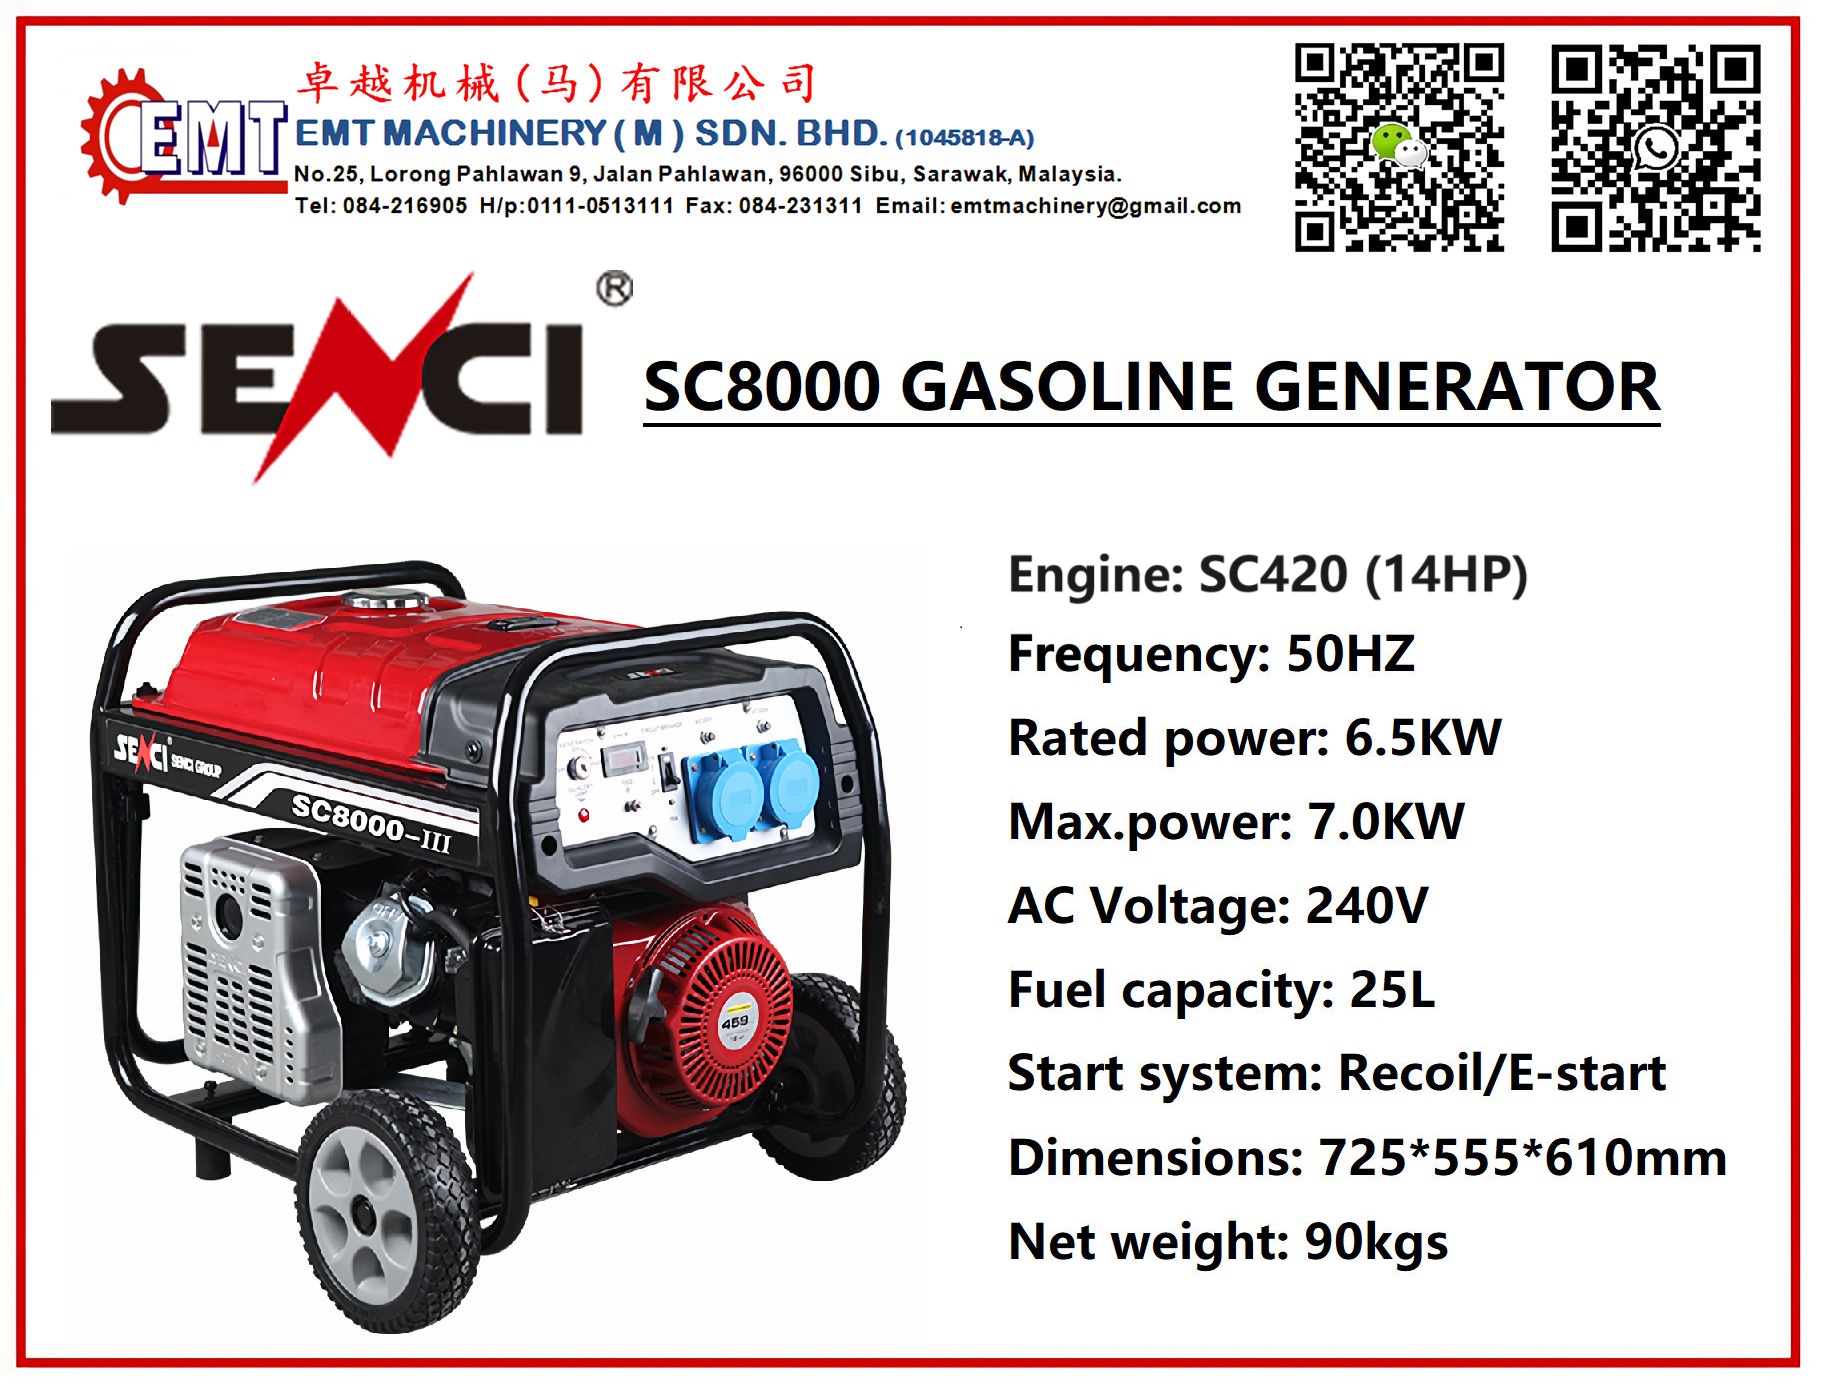 卓越机械(马)有限公司
EMT
EMT MACHINERY ( M ) SDN. BHD. (1045818-A)
No.25, Lorong Pahlawan 9, Jalan Pahlawan, 96000 Sibu, Sarawak, Malaysia.
Tel: 084-216905 H/p:0111-0513111 Fax: 084-231311 Email: emtmachinery@gmail.com
SENCI ®
SC8000 GASOLINE GENERATOR
Engine: SC420 (14HP)
Frequency: 50HZ
Rated power: 6.5KW
Max.power: 7.0KW
AC Voltage: 240V
Fuel capacity: 25L
Start system: Recoil/E-start
Dimensions: 725*555*610mm
Net weight: 90kgs
SENCI
SENCI SENCI GROUP
SC8000-III
SENCI
459